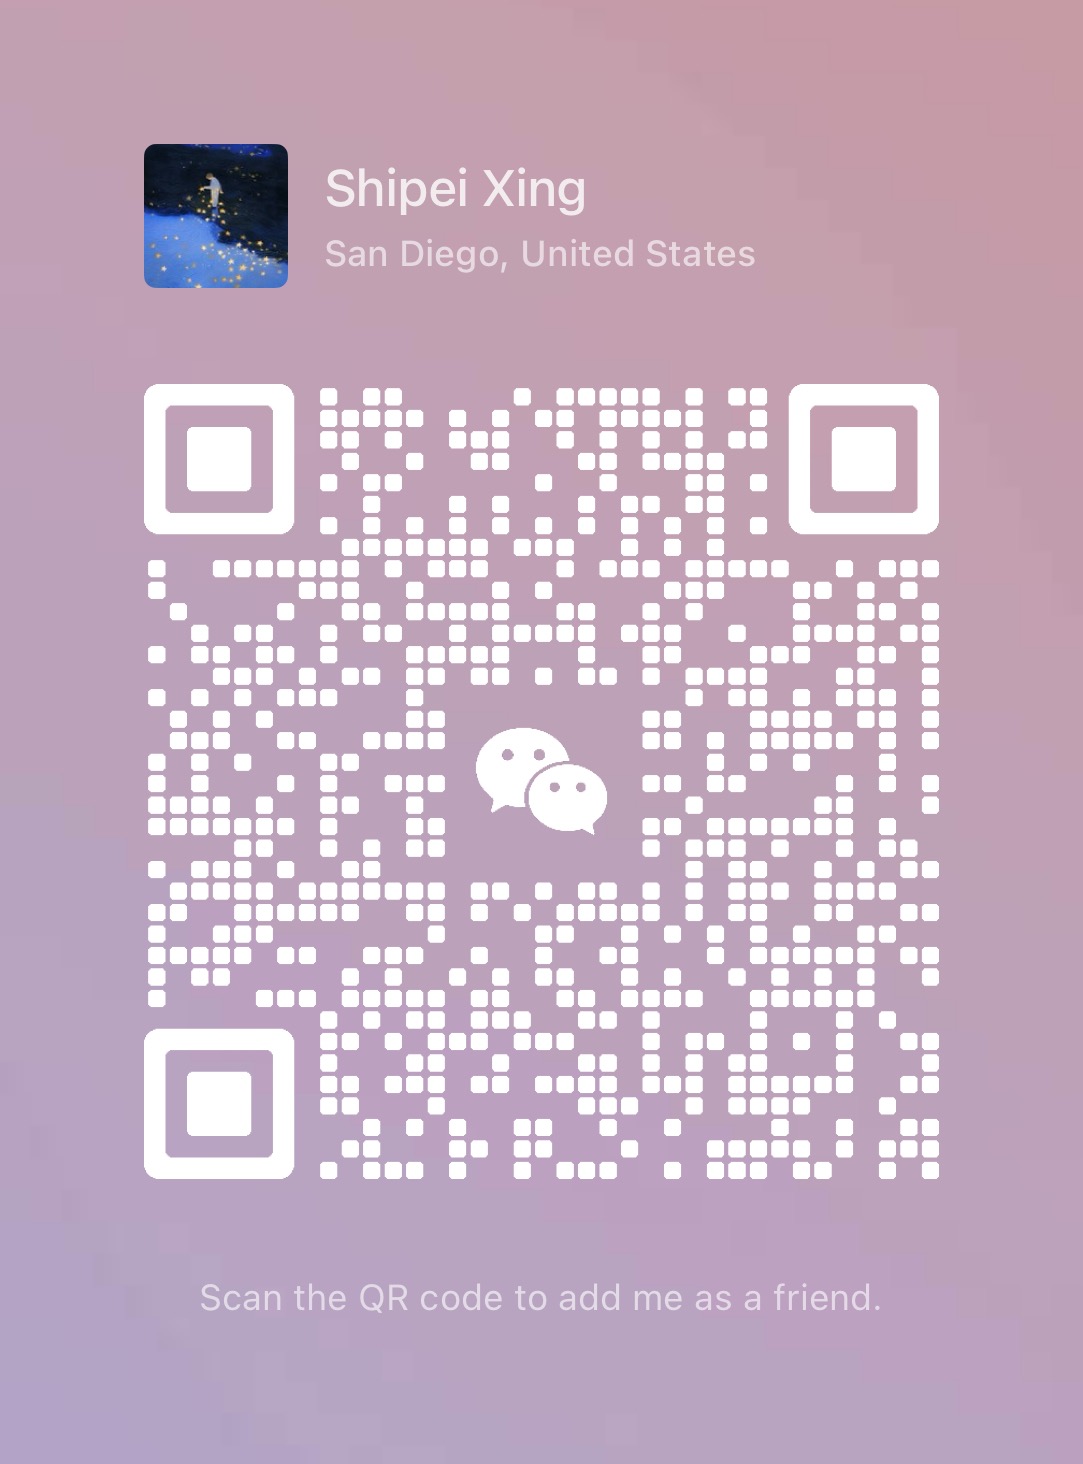 Shipei Xing
San Diego, United States
Scan the QR code to add me as a friend.